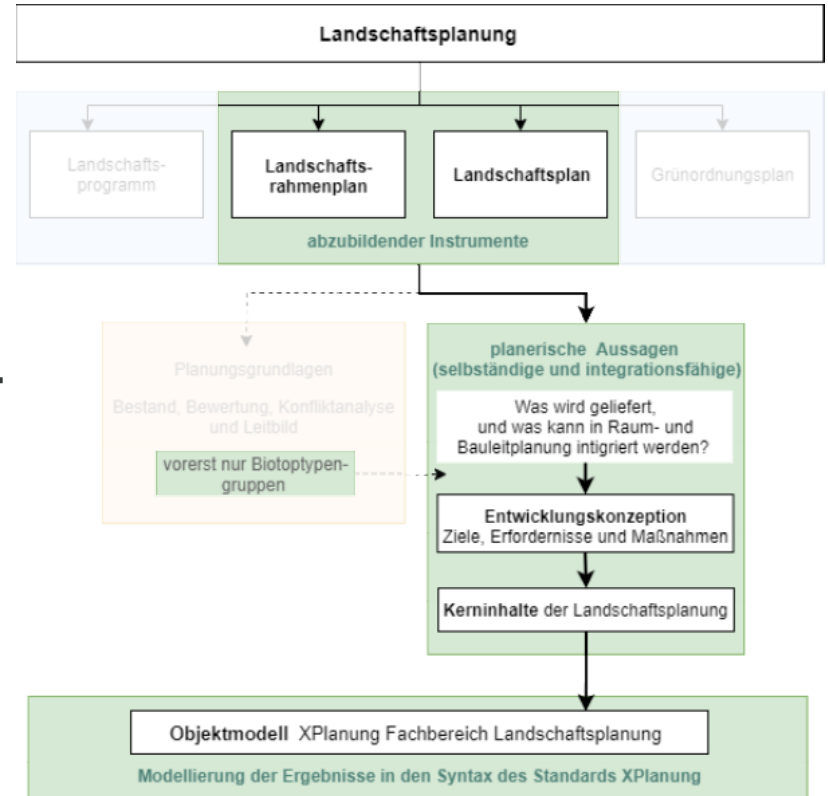 Landschaftsplanung
Landschafts-
programm
Landschafts-
rahmenplan
Landschaftsplan
Grünordnungsplan
abzubildender Instrumente
Planungsgrundlagen
Bestand, Bewertung, Konfliktanalyse
und Leitbild
vorerst nur Biotoptypen-
gruppen
planerische Aussagen
(selbständige und integrationsfähige)
Was wird geliefert,
und was kann in Raum- und
Bauleitplanung intigriert werden?
Entwicklungskonzeption
Ziele, Erfordernisse und Maßnahmen
Kerninhalte der Landschaftsplanung
Objektmodell XPlanung Fachbereich Landschaftsplanung
Modellierung der Ergebnisse in den Syntax des Standards XPlanung